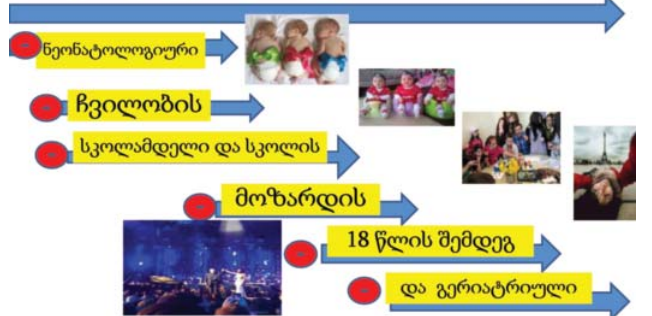 ნეონატოლოგიური
ჩვილობის
სკოლამდელი და სკოლის
მოზარდის
18 წლის შემდეგ
და გერიატრიული